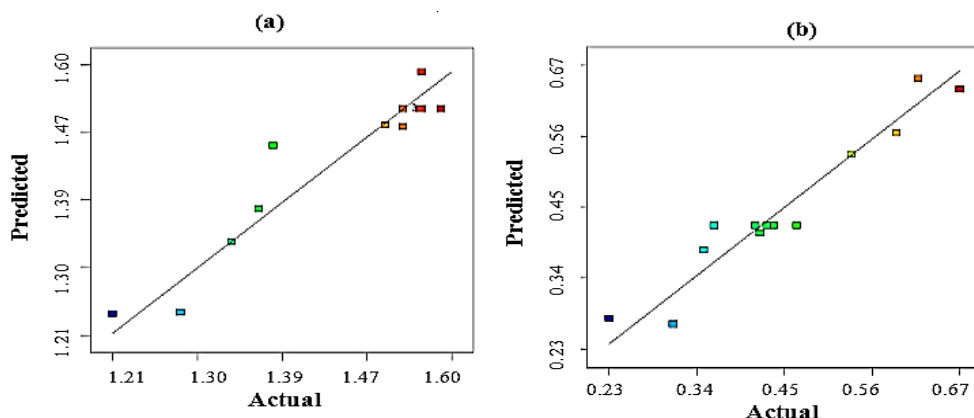 (a)
Predicted
1.60
1.47
1.39
1.30
1.21
1.21 1.30 1.39 1.47 1.60
Actual
(b)
Predicted
0.67
0.56
0.45
0.34
0.23
0.23 0.34 0.45 0.56 0.67
Actual